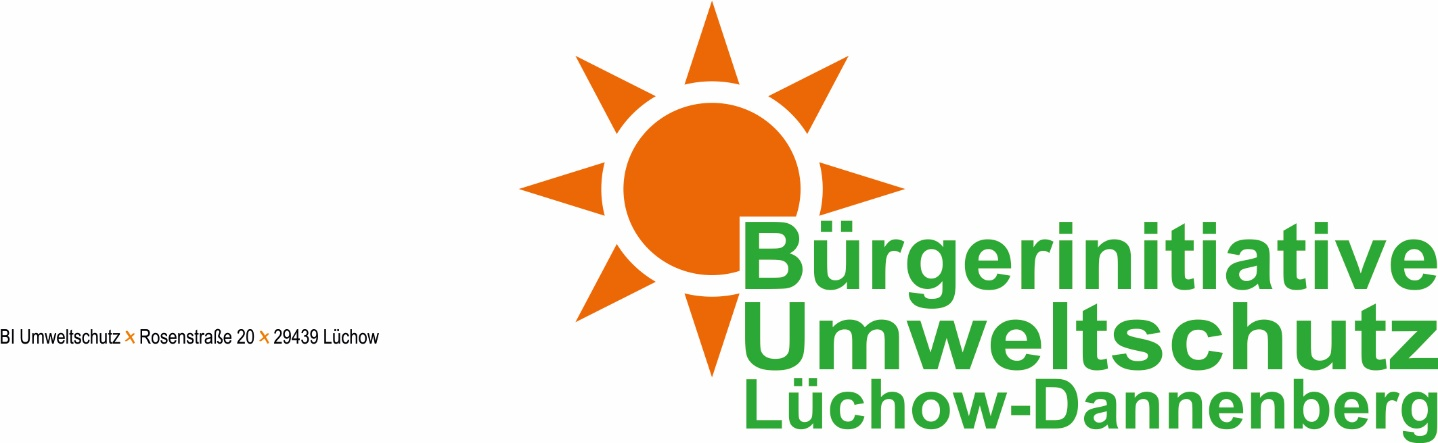 Bürgerinitiative
Umweltschutz
Lüchow-Dannenberg
BI Umweltschutz x Rosenstraße 20 x 29439 Lüchow